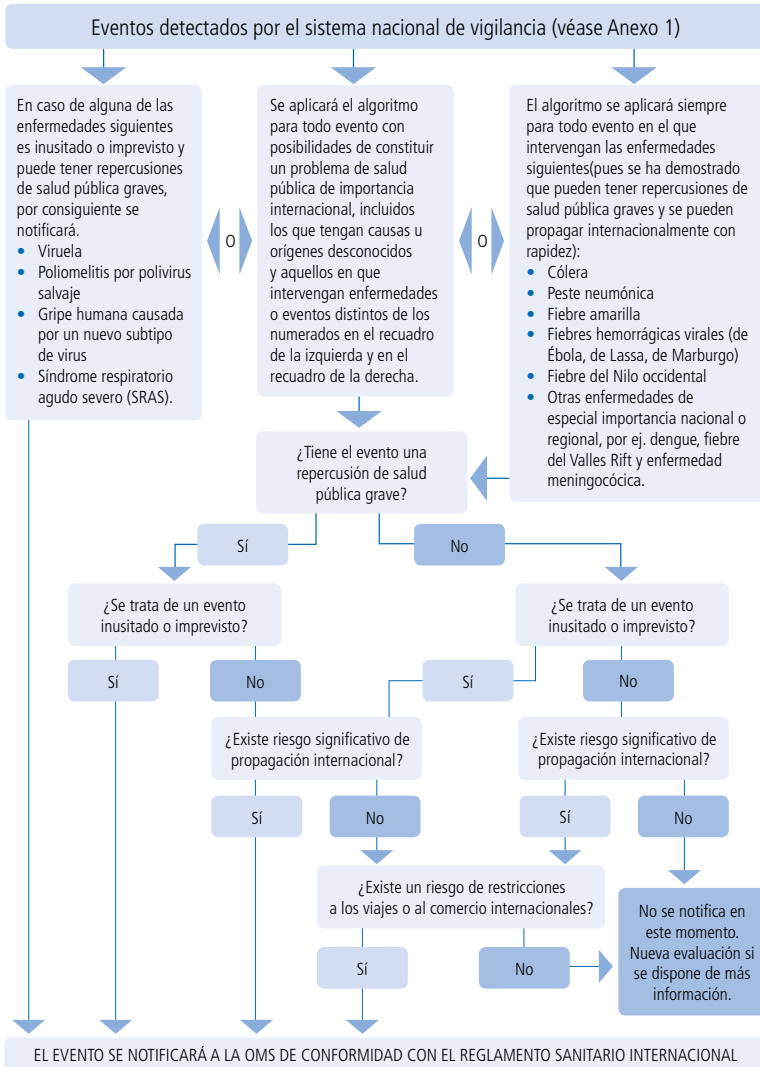 Eventos detectados por el sistema nacional de vigilancia (véase Anexo 1)
En caso de alguna de las
enfermedades siguientes
es inusitado o imprevisto y
puede tener repercusiones
de salud pública graves,
por consiguiente se
notificará.
• Viruela
• Poliomelitis por polivirus
salvaje
• Gripe humana causada
por un nuevo subtipo
de virus
• Síndrome respiratorio
agudo severo (SRAS).
O
Se aplicará el algoritmo
para todo evento con
posibilidades de constituir
un problema de salud
pública de importancia
internacional, incluidos
los que tengan causas u
orígenes desconocidos
y aquellos en que
intervengan enfermedades
o eventos distintos de los
numerados en el recuadro
de la izquierda y en el
recuadro de la derecha.
O
El algoritmo se aplicará siempre
para todo evento en el que
intervengan las enfermedades
siguientes(pues se ha demostrado
que pueden tener repercusiones de
salud pública graves y se pueden
propagar internacionalmente con
rapidez):
• Cólera
• Peste neumónica
• Fiebre amarilla
• Fiebres hemorrágicas virales (de
Ébola, de Lassa, de Marburgo)
• Fiebre del Nilo occidental
• Otras enfermedades de
especial importancia nacional o
regional, por ej. dengue, fiebre
del Valles Rift y enfermedad
meningocócica.
¿Tiene el evento una
repercusión de salud
pública grave?
Sí
No
¿Se trata de un evento
inusitado o imprevisto?
¿Se trata de un evento
inusitado o imprevisto?
Sí
No
Sí
No
¿Existe riesgo significativo de
propagación internacional?
¿Existe riesgo significativo de
propagación internacional?
Sí
No
Sí
No
¿Existe un riesgo de restricciones
a los viajes o al comercio internacionales?
Sí
No
No se notifica en
este momento.
Nueva evaluación si
se dispone de más
información.
EL EVENTO SE NOTIFICARÁ A LA OMS DE CONFORMIDAD CON EL REGLAMENTO SANITARIO INTERNACIONAL